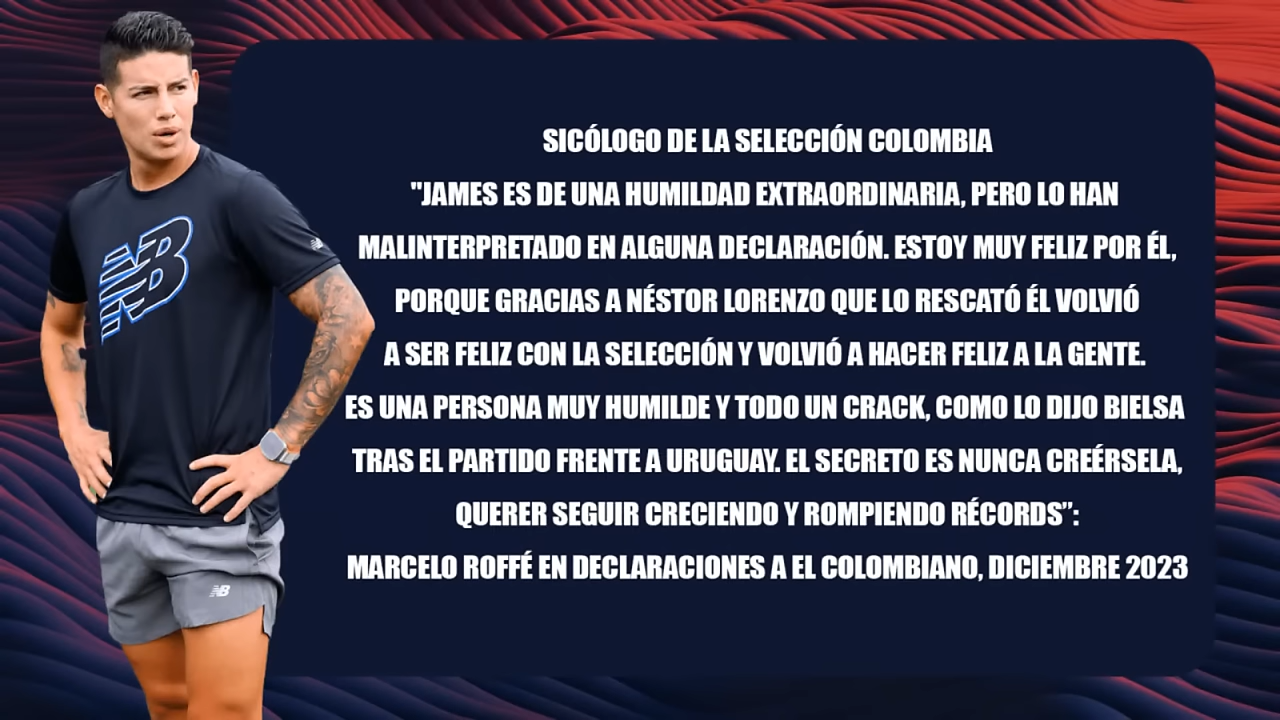 SICÓLOGO DE LA SELECCIÓN COLOMBIA
"JAMES ES DE UNA HUMILDAD EXTRAORDINARIA, PERO LO HAN
MALINTERPRETADO EN ALGUNA DECLARACIÓN. ESTOY MUY FELIZ POR ÉL,
PORQUE GRACIAS A NÉSTOR LORENZO QUE LO RESCATÓ ÉL VOLVIÓ
A SER FELIZ CON LA SELECCIÓN Y VOLVIÓ A HACER FELIZ A LA GENTE.
ES UNA PERSONA MUY HUMILDE Y TODO UN CRACK, COMO LO DIJO BIELSA
TRAS EL PARTIDO FRENTE A URUGUAY. EL SECRETO ES NUNCA CREÉRSELA,
QUERER SEGUIR CRECIENDO Y ROMPIENDO RÉCORDS”:
MARCELO ROFFÉ EN DECLARACIONES A EL COLOMBIANO, DICIEMBRE 2023
NB
NB